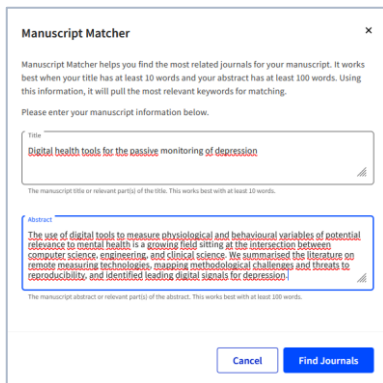 Manuscript Matcher
×
Manuscript Matcher helps you find the most related journals for your manuscript. It works
best when your title has at least 10 words and your abstract has at least 100 words. Using
this information, it will pull the most relevant keywords for matching.
Please enter your manuscript information below.
Title
Digital health tools for the passive monitoring of depression
The manuscript title or relevant part(s) of the title. This works best with at least 10 words.
Abstract
The use of digital tools to measure physiological and behavioural variables of potential
relevance to mental health is a growing field sitting at the intersection between
computer science, engineering, and clinical science. We summarised the literature on
remote measuring technologies, mapping methodological challenges and threats to
reproducibility, and identified leading digital signals for depression.
The manuscript abstract or relevant part(s) of the abstract. This works best with at least 100 words.
Cancel
Find Journals